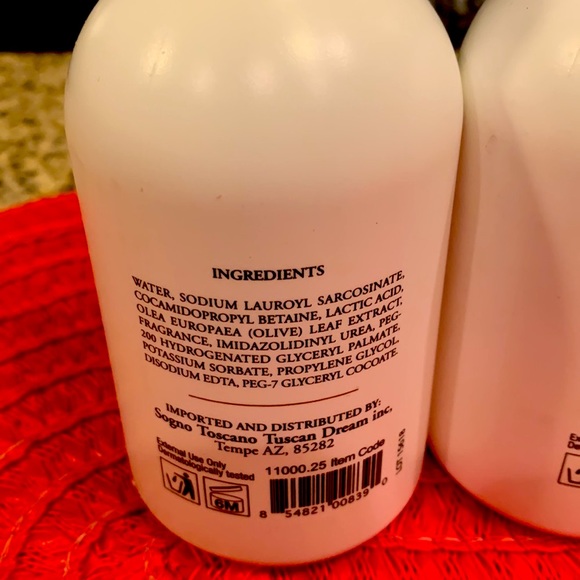 INGREDIENTS
WATER, SODIUM LAUROYL SARCOSINATE,
COCAMIDOPROPYL BETAINE, LACTIC ACID,
OLEA EUROPAEA (OLIVE) LEAF EXTRACT,
FRAGRANCE, IMIDAZOLIDINYL UREA, PEG-
200 HYDROGENATED GLYCERYL PALMATE,
POTASSIUM SORBATE, PROPYLENE GLYCOL,
DISODIUM EDTA, PEG-7 GLYCERYL COCOATE.
IMPORTED AND DISTRIBUTED BY:
Sogno Toscano Tuscan Dream inc.
Tempe AZ, 85282
External Use Only
Dermatologically tested
11000.25 Item Code
6M
8 54821 00839 0